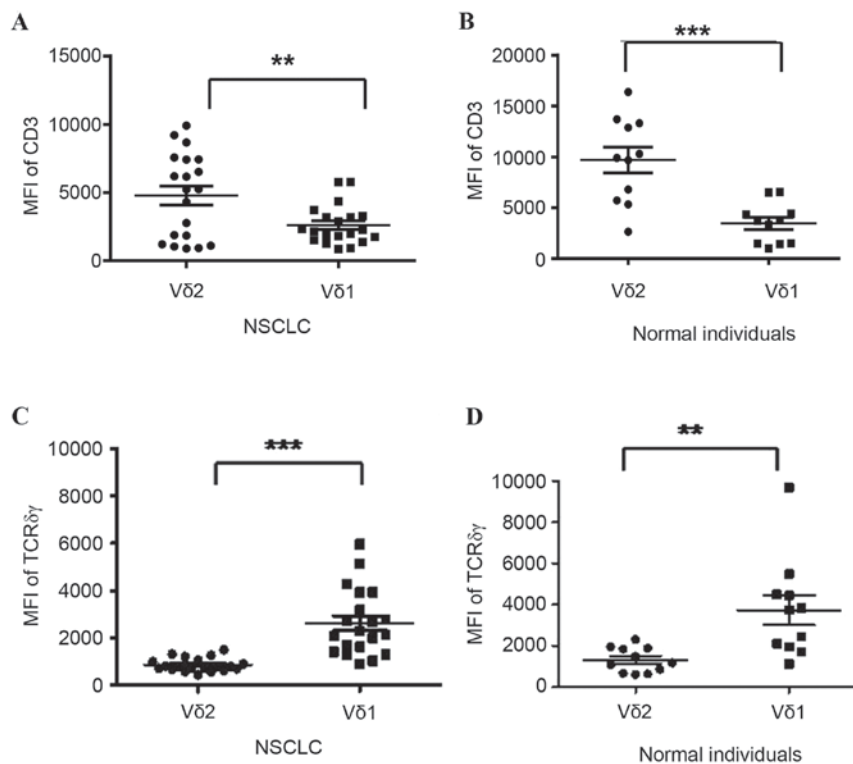 A
MFI of CD3
15000
10000
5000
0
**
Vδ2
Vδ1
NSCLC
B
MFI of CD3
20000
15000
10000
5000
0
***
Vδ2
Vδ1
Normal individuals
C
MFI of TCRδγ
10000
8000
6000
4000
2000
0
***
Vδ2
Vδ1
NSCLC
D
MFI of TCRδγ
10000
8000
6000
4000
2000
0
**
Vδ2
Vδ1
Normal individuals